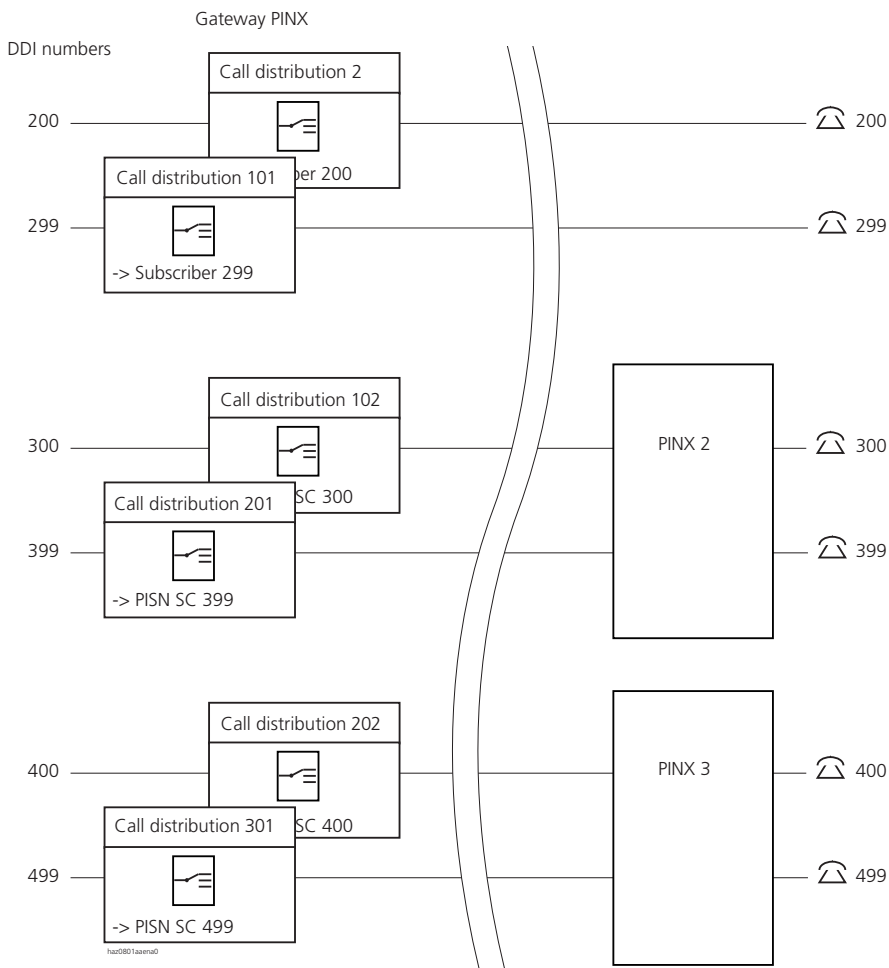 Gateway PINX
DDI numbers
Call distribution 2
200
200
ber 200
Call distribution 101
299
299
-> Subscriber 299
Call distribution 102
300
PINX 2
300
SC 300
Call distribution 201
399
399
-> PISN SC 399
Call distribution 202
400
PINX 3
400
SC 400
Call distribution 301
499
499
-> PISN SC 499
haz0801aaena0